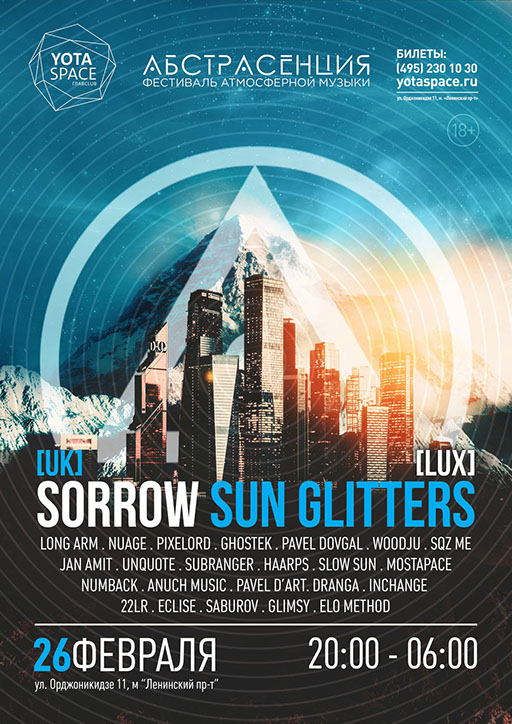 YOTA
SPACE
ГЛАВCLUB
АБСТРАСЕНЦИЯ
ФЕСТИВАЛЬ АТМОСФЕРНОЙ МУЗЫКИ
БИЛЕТЫ:
(495) 230 10 30
yotaspace.ru
ул. Орджоникидзе 11, м. «Ленинский пр-т»
18+
[UK] [LUX]
SORROW SUN GLITTERS
LONG ARM . NUAGE . PIXELORD . GHOSTEK . PAVEL DOVGAL . WOODJU . SQZ ME
JAN AMIT . UNQUOTE . SUBRANGER . HAARPS . SLOW SUN . MOSTAPACE
NUMBACK . ANUCH MUSIC . PAVEL D'ART. DRANGA . INCHANGE
22LR . ECLISE . SABUROV . GLIMSY . ELO METHOD
26ФЕВРАЛЯ 20:00 - 06:00
ул. Орджоникидзе 11, м "Ленинский пр-т"